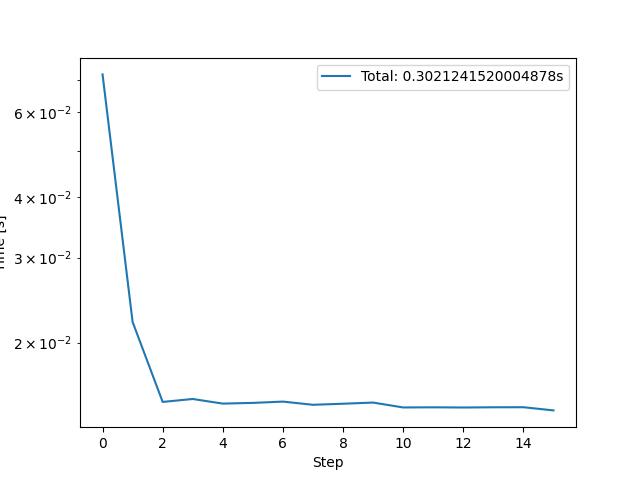 Total: 0.3021241520004878s
6 × 10⁻²
4 × 10⁻²
3 × 10⁻²
2 × 10⁻²
0 2 4 6 8 10 12 14
Step